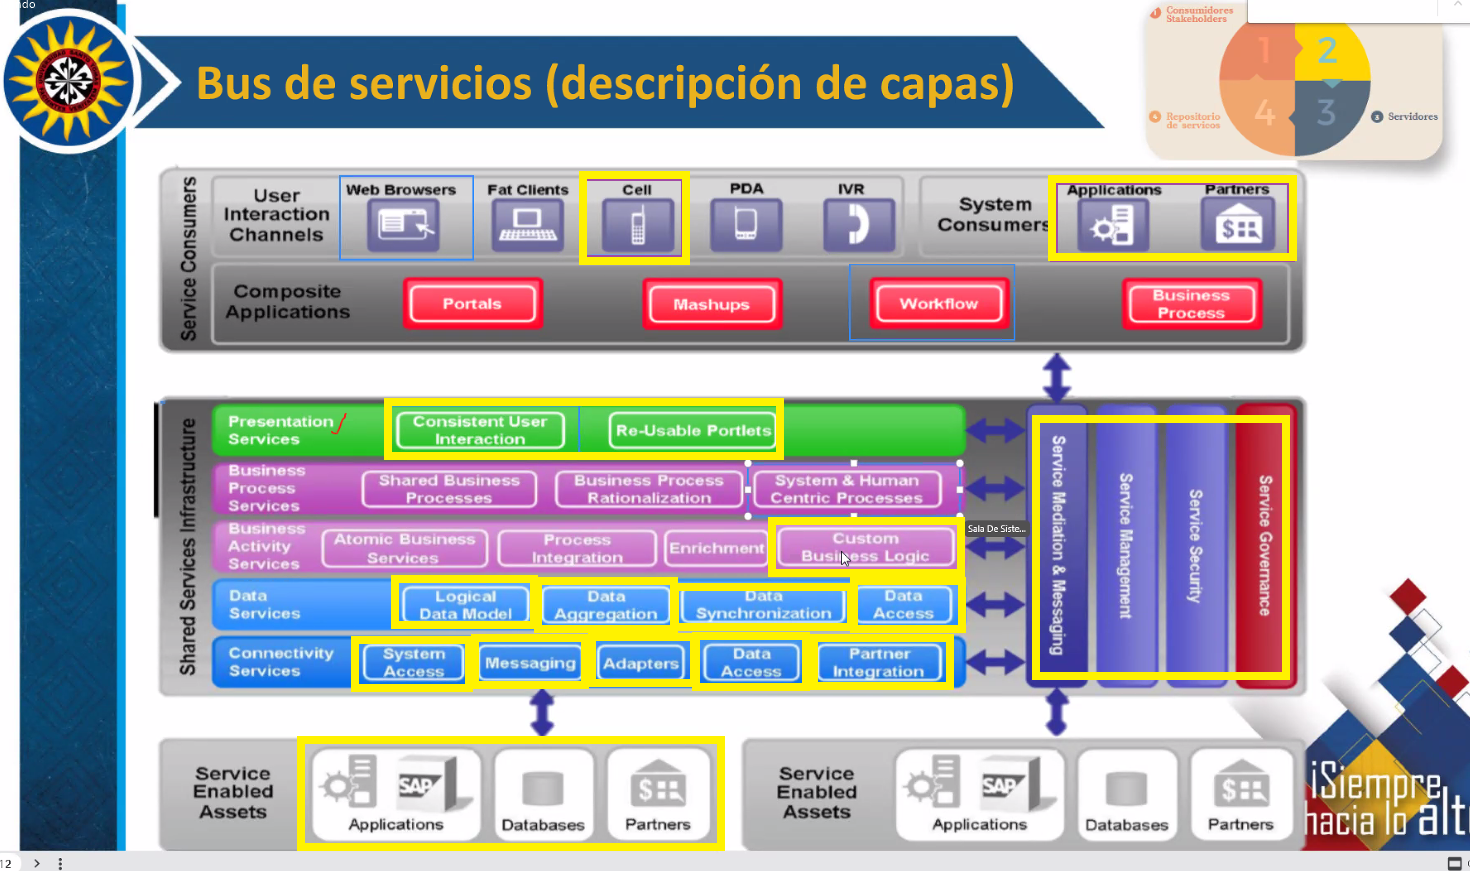 Bus de servicios (descripción de capas)
Consumidores
Stakeholders
1
2
4
3
Repositorio
de servicos
Servidores
Service Consumers
User
Interaction
Channels
Web Browsers
Fat Clients
Cell
PDA
IVR
System
Consumers
Applications
Partners
Composite
Applications
Portals
Mashups
Workflow
Business
Process
Shared Services Infrastructure
Presentation
Services
Consistent User
Interaction
Re-Usable Portlets
Business
Process
Services
Shared Business
Processes
Business Process
Rationalization
System & Human
Centric Processes
Business
Activity
Services
Atomic Business
Services
Process
Integration
Enrichment
Custom
Business Logic
Sala De Siste...
Data
Services
Logical
Data Model
Data
Aggregation
Data
Synchronization
Data
Access
Connectivity
Services
System
Access
Messaging
Adapters
Data
Access
Partner
Integration
Service Mediation & Messaging
Service Management
Service Security
Service Governance
Service
Enabled
Assets
SAP
Applications
Databases
Partners
Service
Enabled
Assets
SAP
Applications
Databases
Partners
¡Siempre
hacia lo alt
12